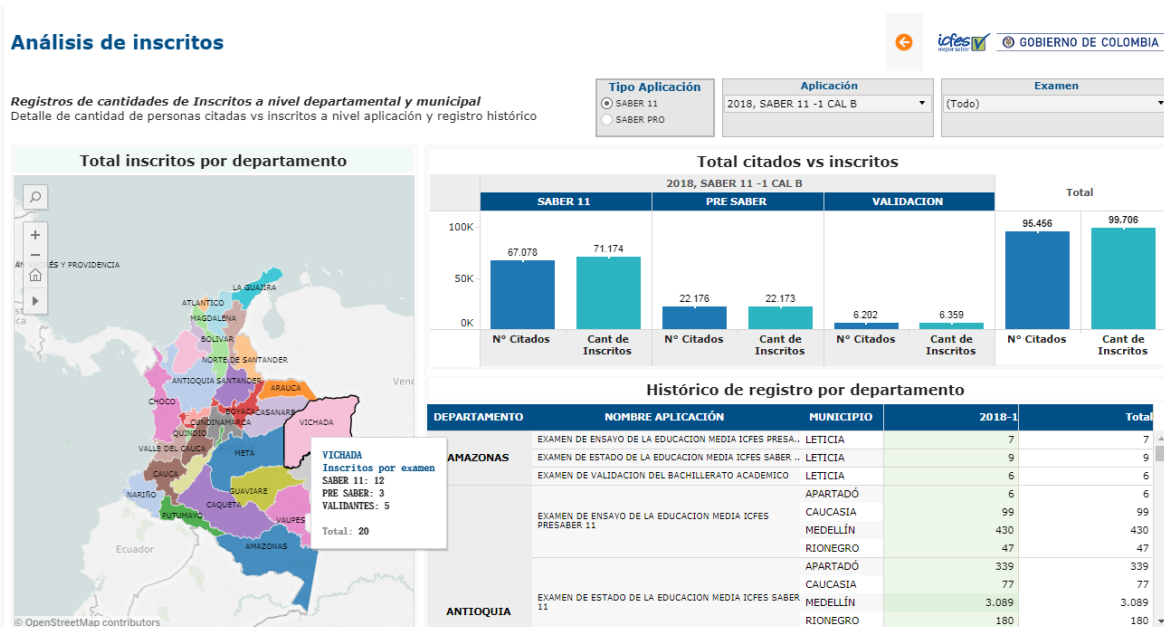 Análisis de inscritos
icfes
mejor saber
GOBIERNO DE COLOMBIA
Registros de cantidades de Inscritos a nivel departamental y municipal
Detalle de cantidad de personas citadas vs inscritos a nivel aplicación y registro histórico
Tipo Aplicación
SABER 11
SABER PRO
Aplicación
2018, SABER 11 -1 CAL B
Examen
(Todo)
Total inscritos por departamento
ÉS Y PROVIDENCIA
LA GUAJIRA
ATLANTICO
MAGDALENA
BOLIVAR
NORTE DE SANTANDER
ANTIOQUIA
SANTANDER
ARAUCA
CHOCO
BOYACA
CASANARE
CUNDINAMARCA
VICHADA
QUINDIO
VALLE DEL CAUCA
META
CAUCA
NARIÑO
GUAVIARE
CAQUETA
PUTUMAYO
VAUPES
AMAZONAS
Ecuador
Vene
VICHADA
Inscritos por examen
SABER 11: 12
PRE SABER: 3
VALIDANTES: 5
Total: 20
© OpenStreetMap contributors
Total citados vs inscritos
2018, SABER 11 -1 CAL B
Total
SABER 11 PRE SABER VALIDACION
100K
50K
0K
67.078 71.174 22.176 22.173 6.202 6.359 95.456 99.706
N° Citados Cant de Inscritos N° Citados Cant de Inscritos N° Citados Cant de Inscritos N° Citados Cant de Inscritos
Histórico de registro por departamento
DEPARTAMENTO NOMBRE APLICACIÓN MUNICIPIO 2018-1 Total
AMAZONAS
EXAMEN DE ENSAYO DE LA EDUCACION MEDIA ICFES PRESA.. LETICIA 7 7
EXAMEN DE ESTADO DE LA EDUCACION MEDIA ICFES SABER .. LETICIA 9 9
EXAMEN DE VALIDACION DEL BACHILLERATO ACADEMICO LETICIA 6 6
ANTIOQUIA
EXAMEN DE ENSAYO DE LA EDUCACION MEDIA ICFES
PRESABER 11
APARTADÓ 6 6
CAUCASIA 99 99
MEDELLÍN 430 430
RIONEGRO 47 47
EXAMEN DE ESTADO DE LA EDUCACION MEDIA ICFES SABER
11
APARTADÓ 339 339
CAUCASIA 77 77
MEDELLÍN 3.089 3.089
RIONEGRO 180 180